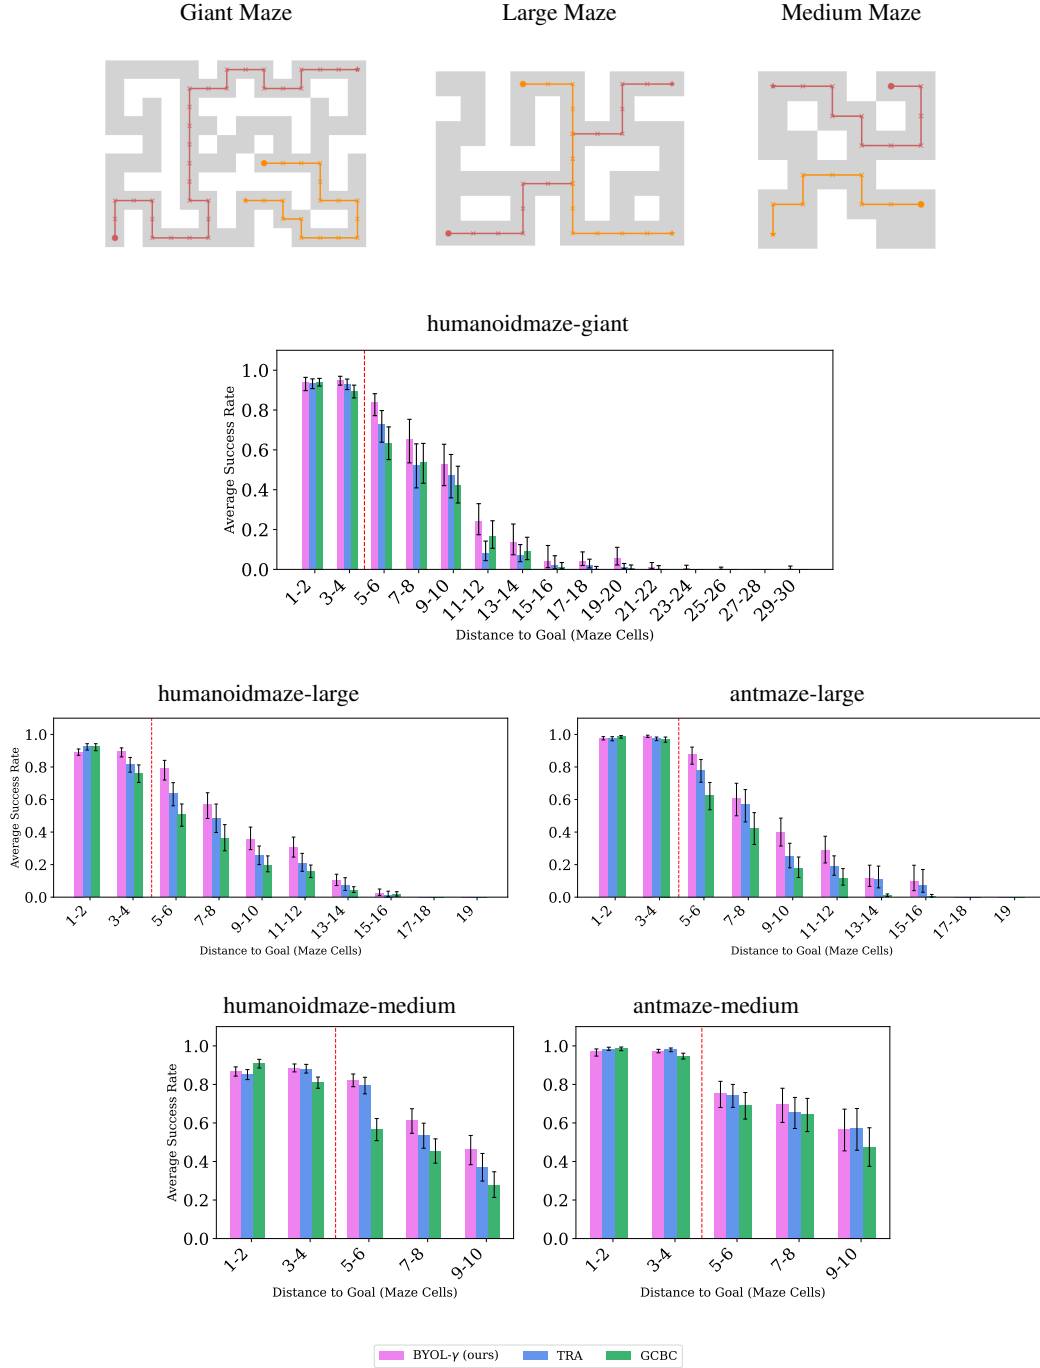 Giant Maze Large Maze Medium Maze
humanoidmaze-giant
Average Success Rate
1.0
0.8
0.6
0.4
0.2
0.0
1-2 3-4 5-6 7-8 9-10 11-12 13-14 15-16 17-18 19-20 21-22 23-24 25-26 27-28 29-30
Distance to Goal (Maze Cells)
humanoidmaze-large
Average Success Rate
1.0
0.8
0.6
0.4
0.2
0.0
1-2 3-4 5-6 7-8 9-10 11-12 13-14 15-16 17-18 19
Distance to Goal (Maze Cells)
antmaze-large
1.0
0.8
0.6
0.4
0.2
0.0
1-2 3-4 5-6 7-8 9-10 11-12 13-14 15-16 17-18 19
Distance to Goal (Maze Cells)
humanoidmaze-medium
Average Success Rate
1.0
0.8
0.6
0.4
0.2
0.0
1-2 3-4 5-6 7-8 9-10
Distance to Goal (Maze Cells)
antmaze-medium
1.0
0.8
0.6
0.4
0.2
0.0
1-2 3-4 5-6 7-8 9-10
Distance to Goal (Maze Cells)
BYOL-γ (ours) TRA GCBC